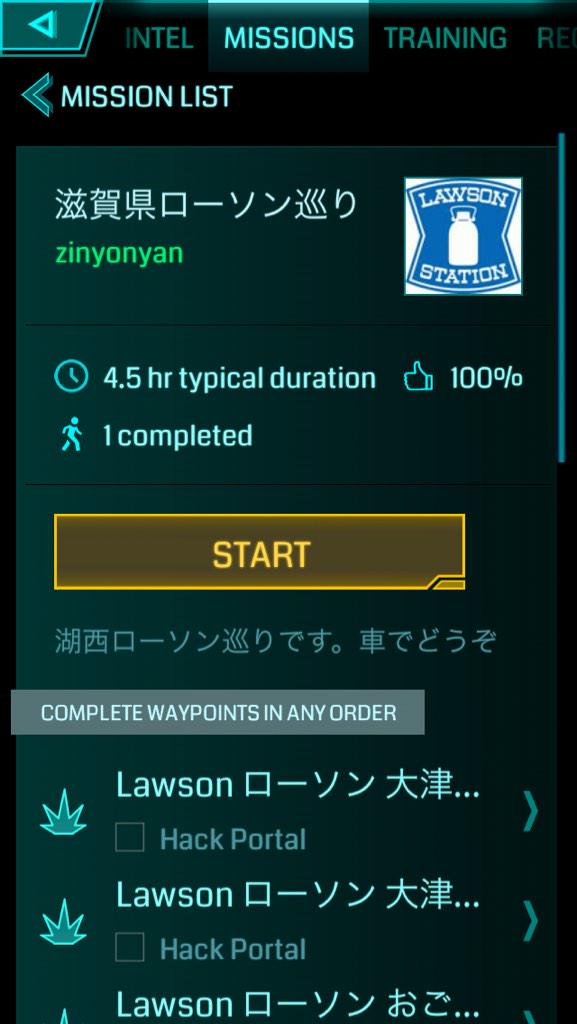 INTEL
MISSIONS
TRAINING
MISSION LIST
滋賀県ローソン巡り
zinyonyan
LAWSON
STATION
4.5 hr typical duration
100%
1 completed
START
湖西ローソン巡りです。車でどうぞ
COMPLETE WAYPOINTS IN ANY ORDER
Lawson ローソン 大津...
Hack Portal
Lawson ローソン 大津...
Hack Portal
Lawson ローソン おご...